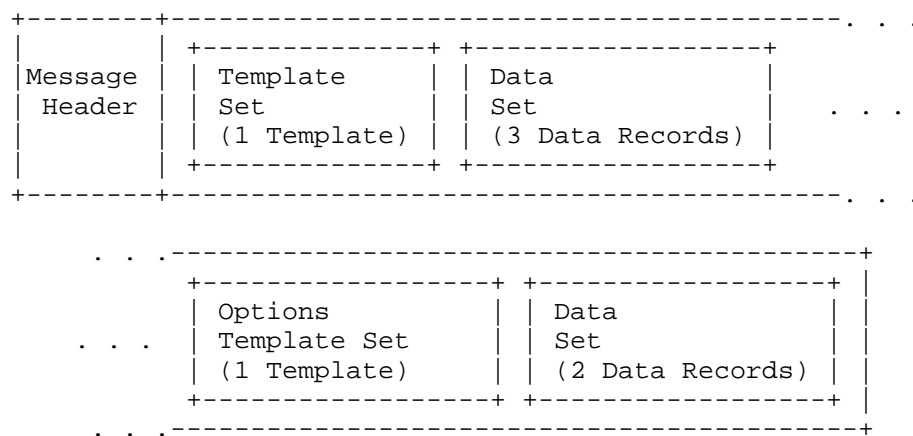 Message Header
Template Set (1 Template)
Data Set (3 Data Records)
. . .
. . .
Options Template Set (1 Template)
Data Set (2 Data Records)